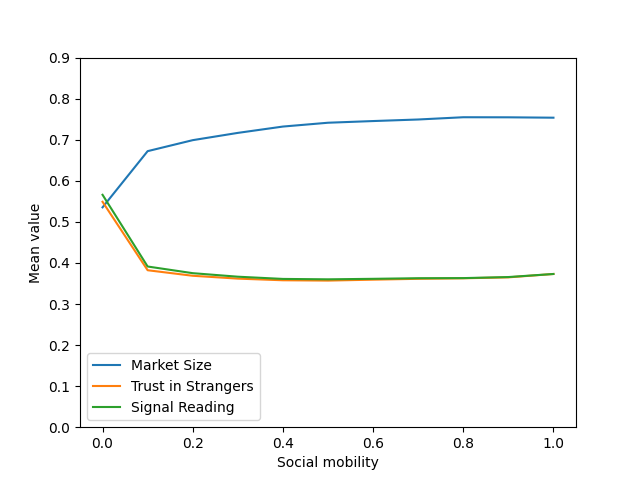 0.9
0.8
0.7
0.6
0.5
0.4
0.3
0.2
0.1
0.0
Mean value
Market Size
Trust in Strangers
Signal Reading
0.0 0.2 0.4 0.6 0.8 1.0
Social mobility